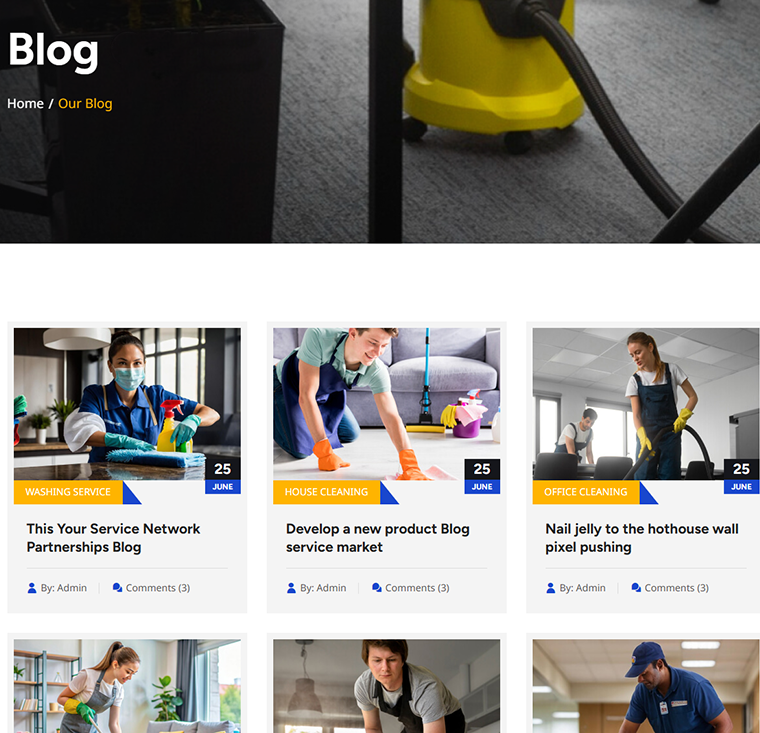 Blog
Home / Our Blog
25
JUNE
WASHING SERVICE
This Your Service Network
Partnerships Blog
By: Admin
Comments (3)
25
JUNE
HOUSE CLEANING
Develop a new product Blog
service market
By: Admin
Comments (3)
25
JUNE
OFFICE CLEANING
Nail jelly to the hothouse wall
pixel pushing
By: Admin
Comments (3)